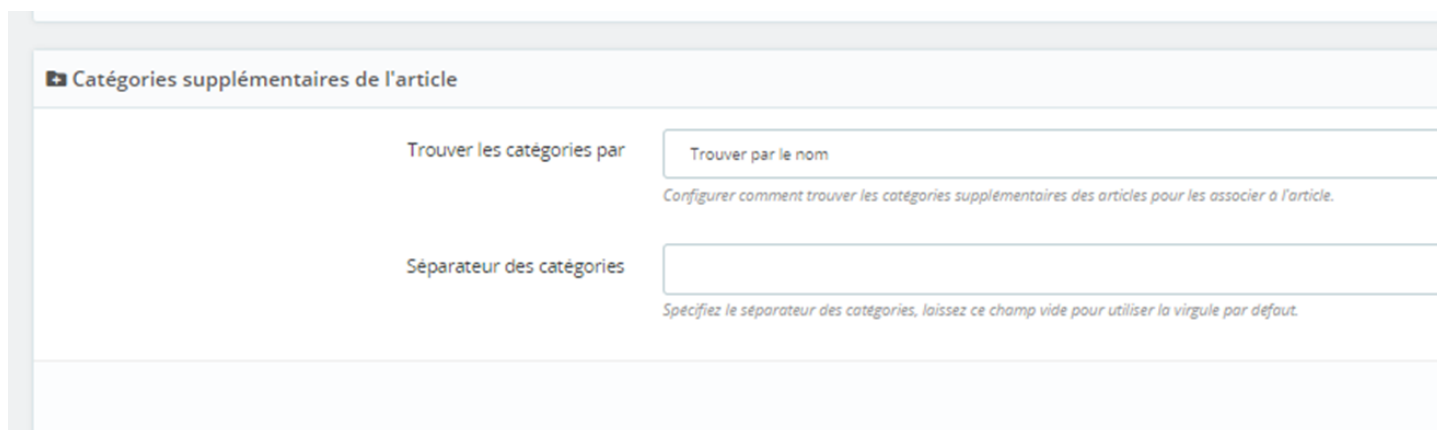 Catégories supplémentaires de l'article
Trouver les catégories par
Trouver par le nom
Configurer comment trouver les catégories supplémentaires des articles pour les associer à l'article.
Séparateur des catégories
Spécifiez le séparateur des catégories, laissez ce champ vide pour utiliser la virgule par défaut.